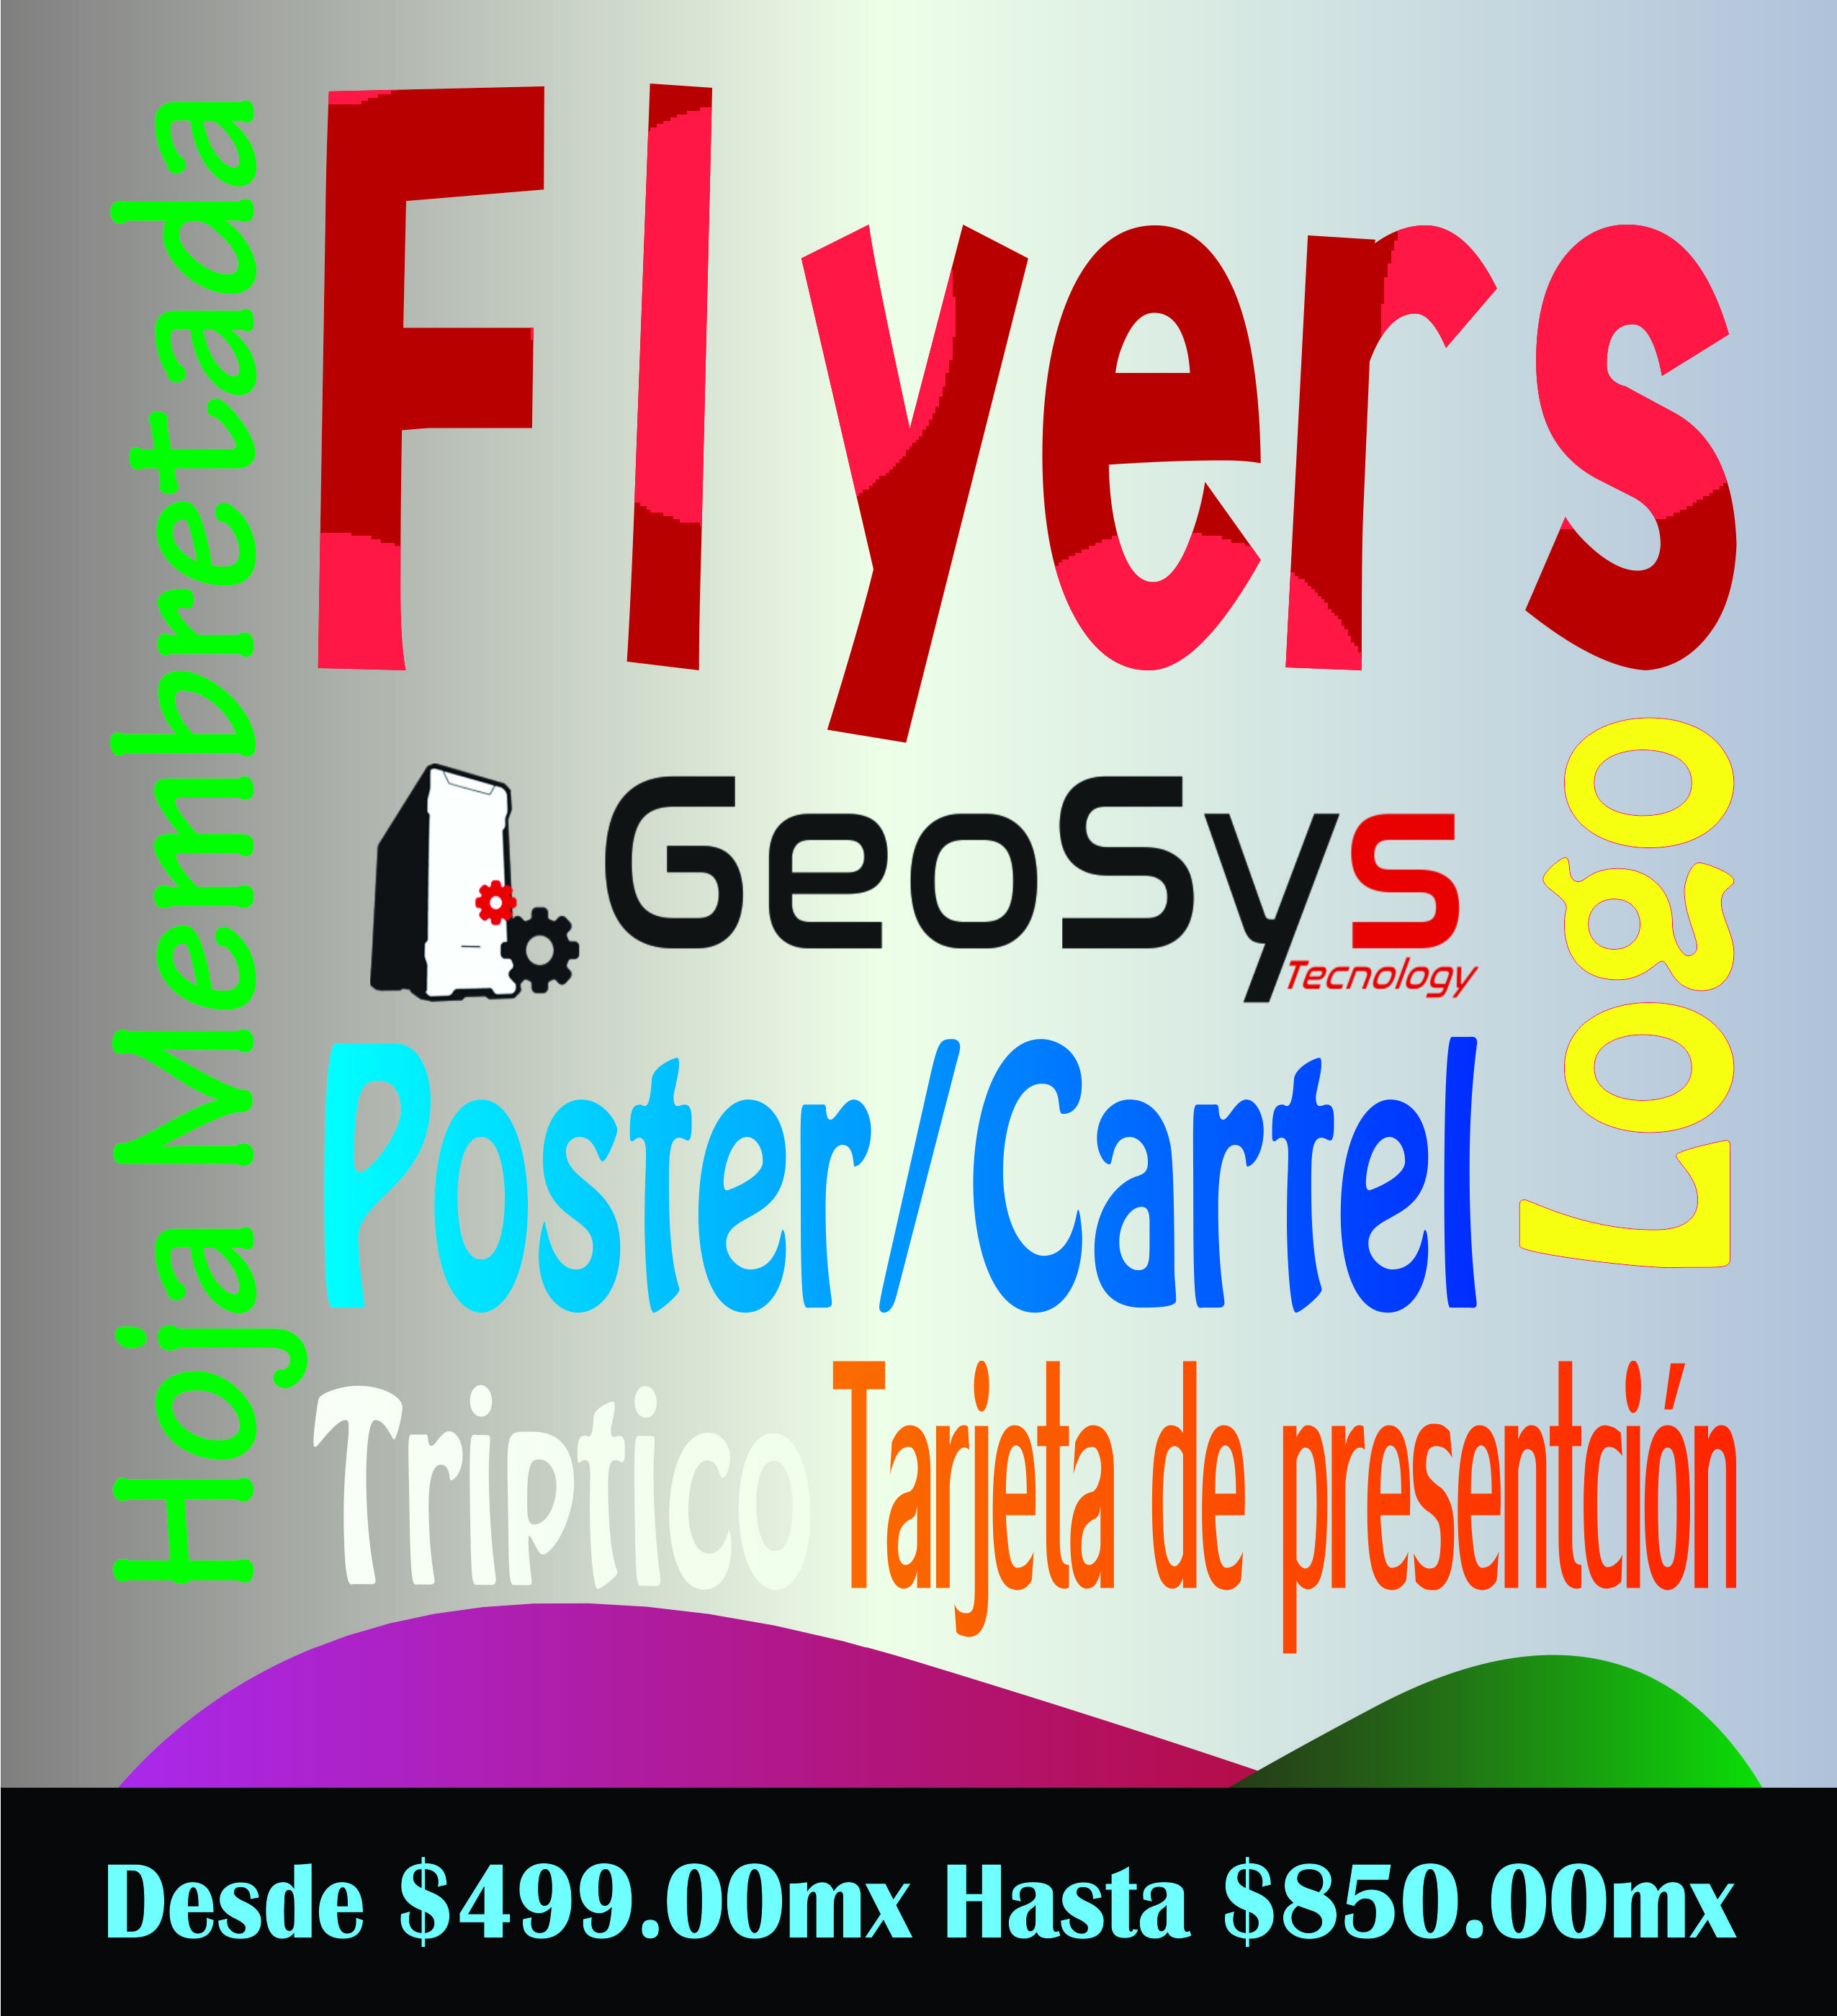 Hoja Membretada
Flyers
GeoSys
Tecnology
Logo
Poster/Cartel
Triptico
Tarjeta de presentción
Desde $499.00mx Hasta $850.00mx